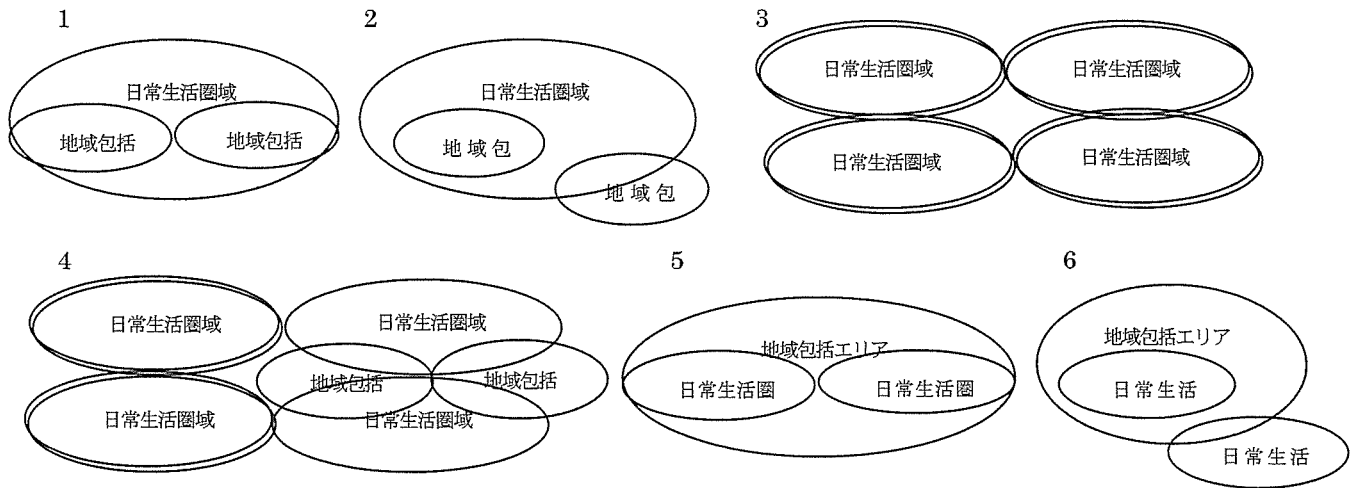 1
日常生活圏域
地域包括
地域包括
2
日常生活圏域
地 域 包
地 域 包
3
日常生活圏域
日常生活圏域
日常生活圏域
日常生活圏域
4
日常生活圏域
日常生活圏域
地域包括
地域包括
日常生活圏域
日常生活圏域
5
地域包括エリア
日常生活圏
日常生活圏
6
地域包括エリア
日 常 生 活
日 常 生 活